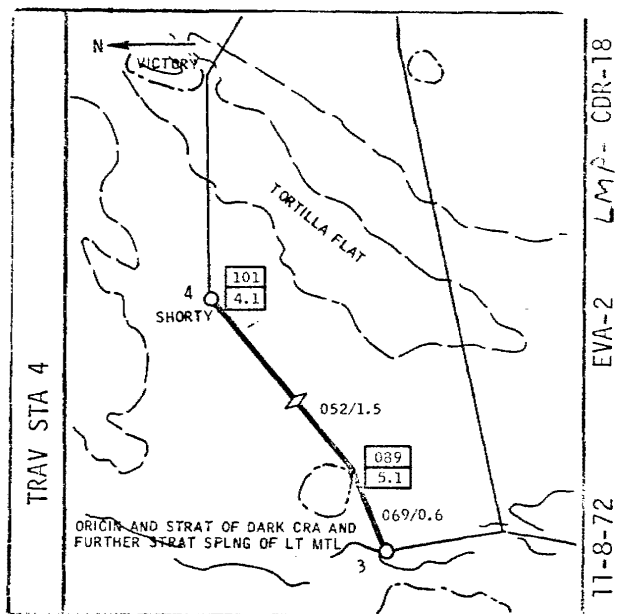 N
VICTORY
TORTILLA FLAT
101
4.1
4
SHORTY
052/1.5
089
5.1
069/0.6
ORIGIN AND STRAT OF DARK CRA AND
FURTHER STRAT SPLNG OF LT MTL
3
TRAV STA 4
11-8-72 EVA-2 LMP- CDR-18